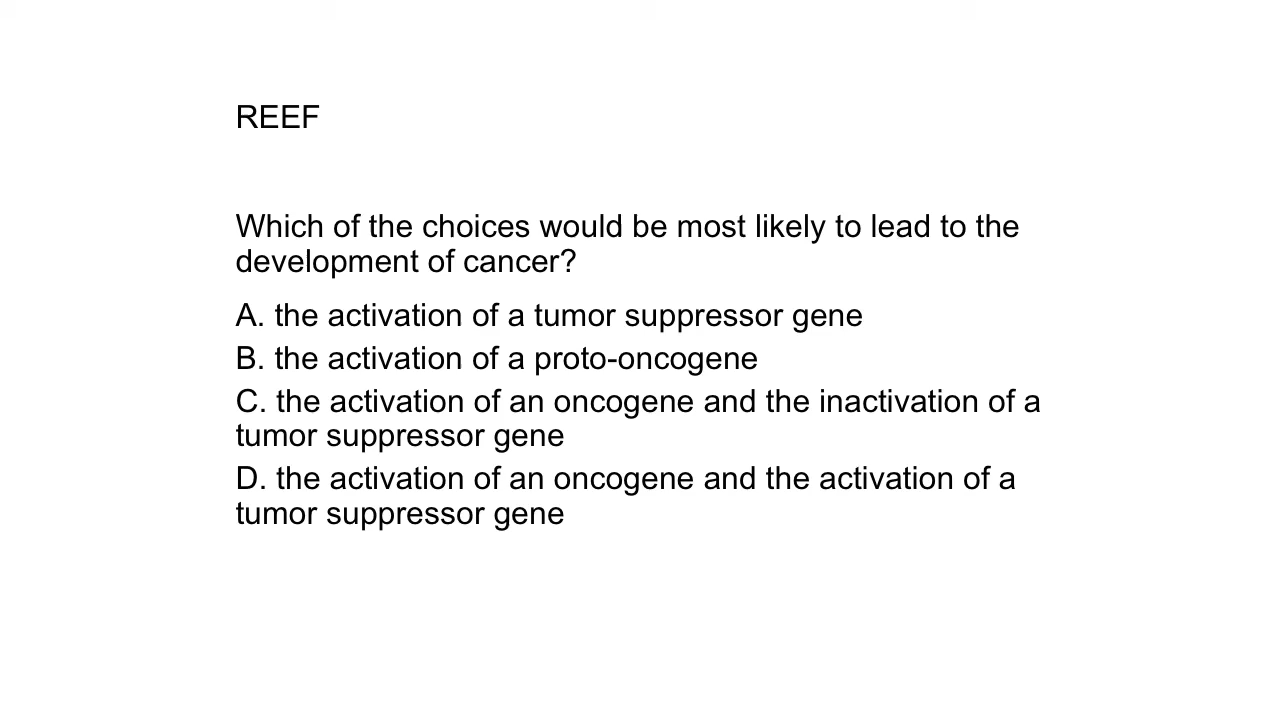 REEF
Which of the choices would be most likely to lead to the
development of cancer?
A. the activation of a tumor suppressor gene
B. the activation of a proto-oncogene
C. the activation of an oncogene and the inactivation of a
tumor suppressor gene
D. the activation of an oncogene and the activation of a
tumor suppressor gene